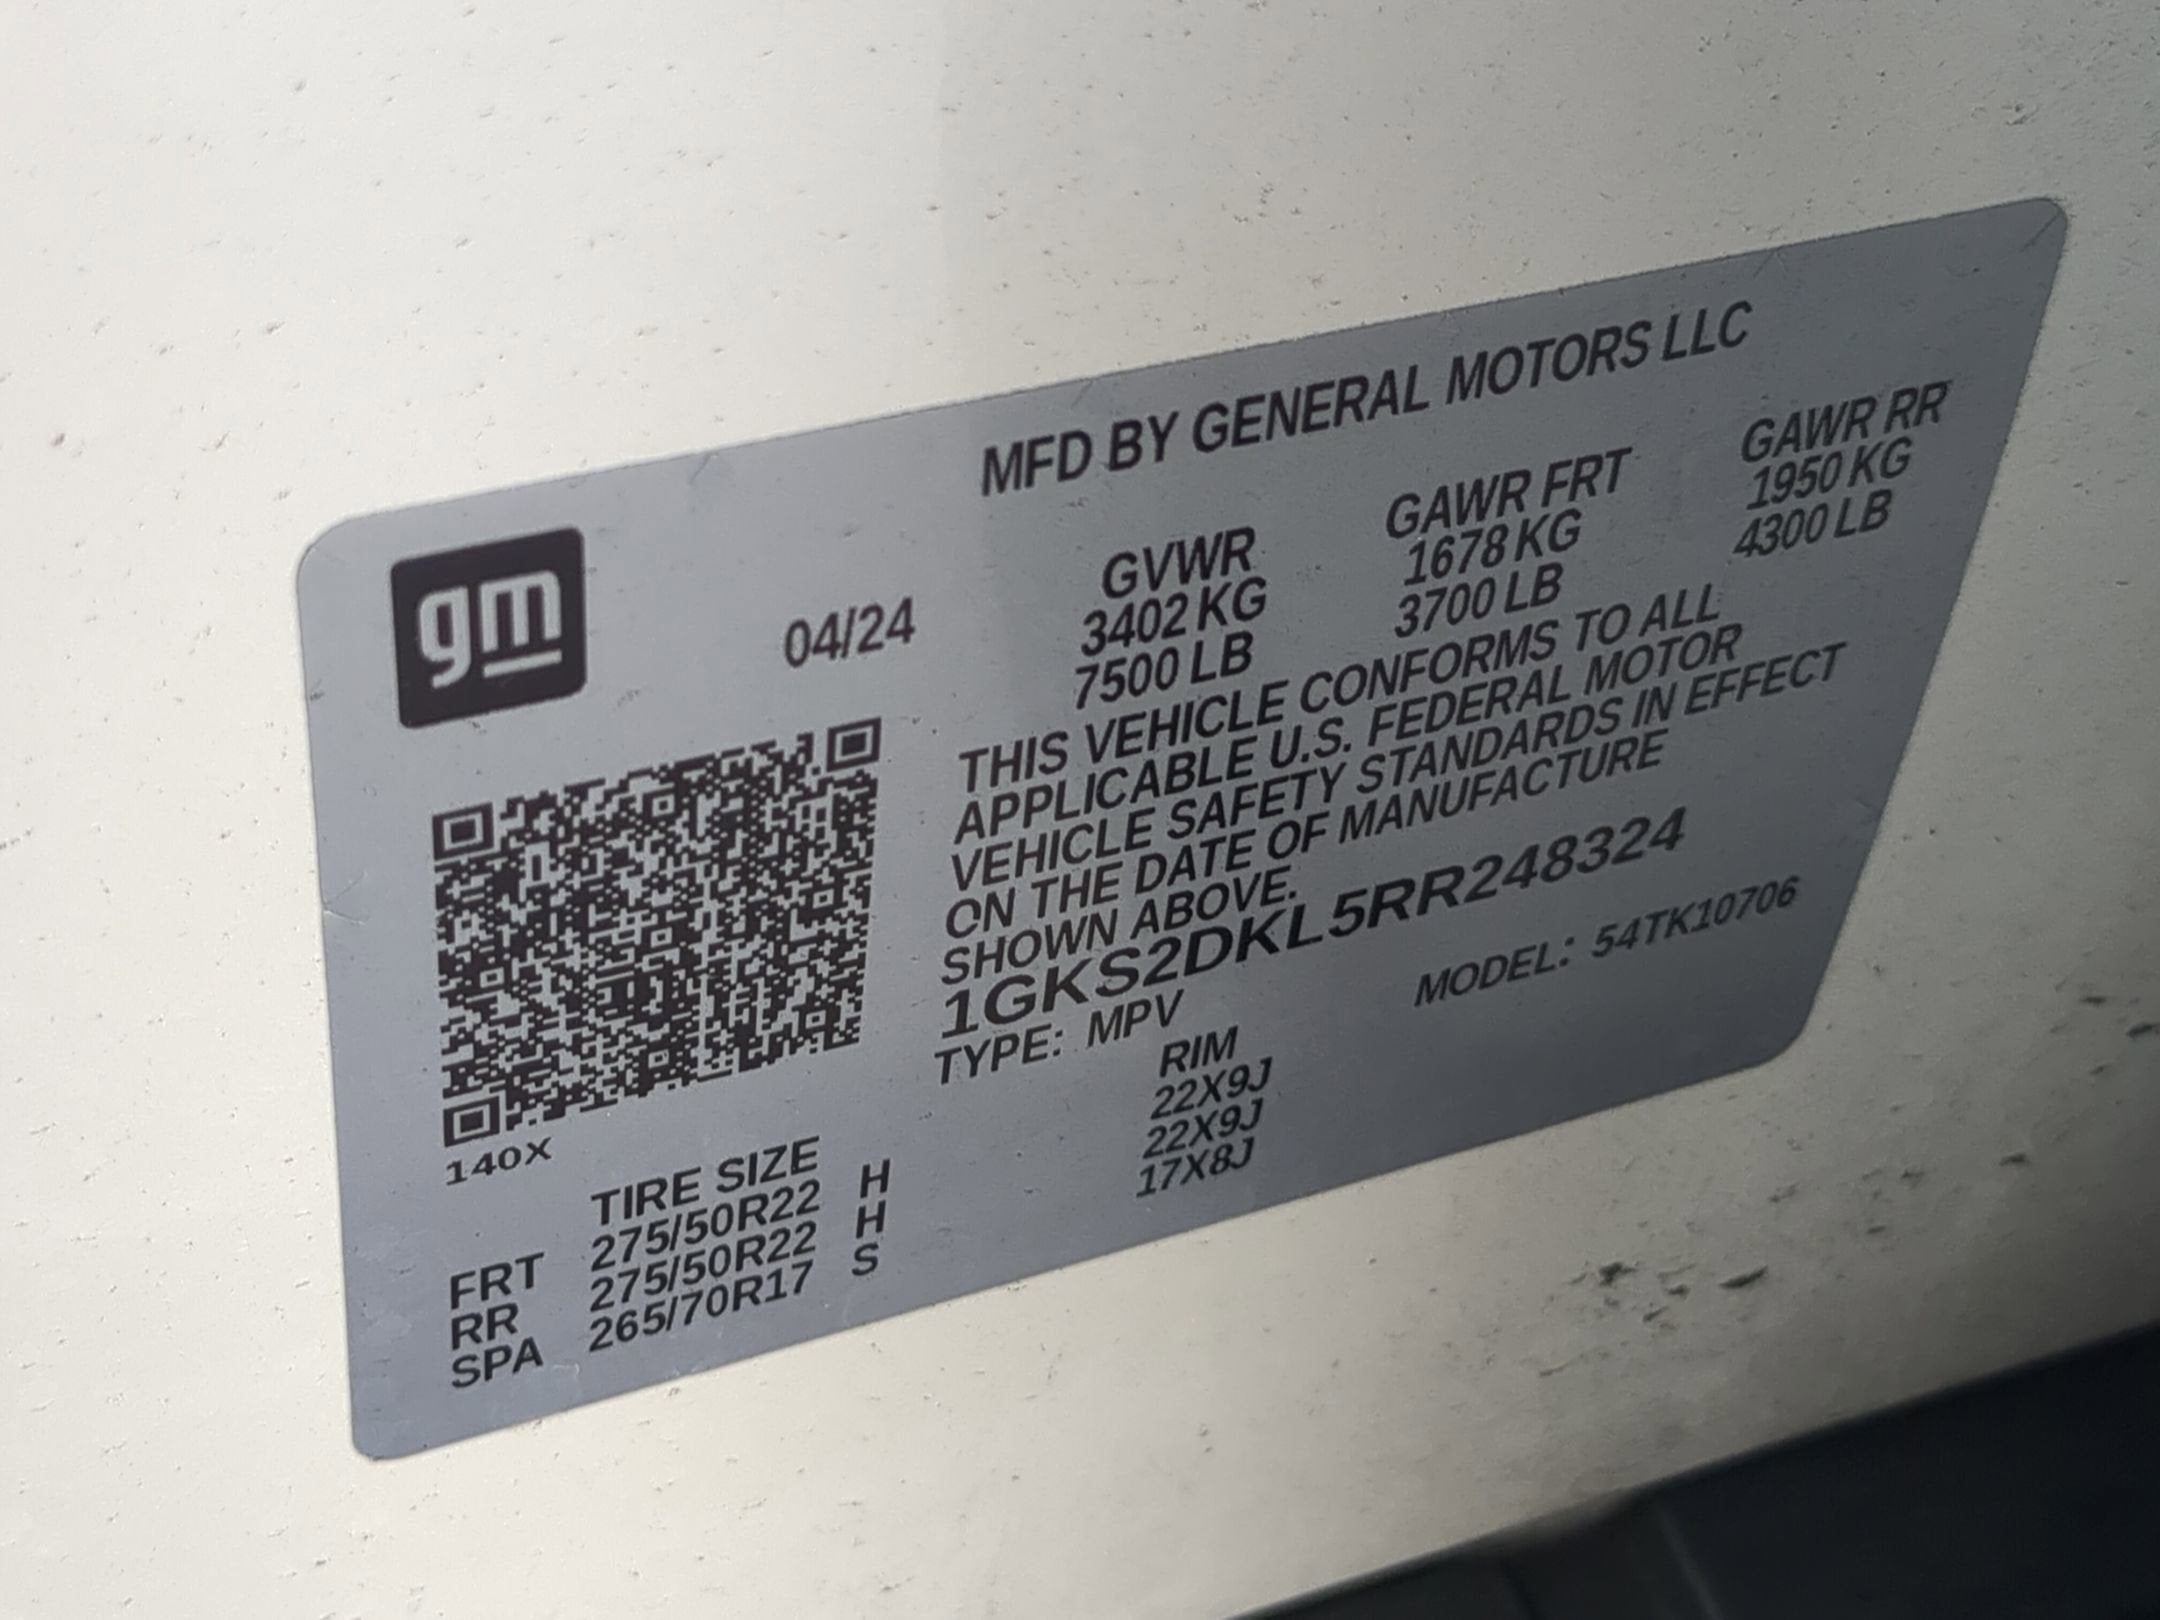 gm
MFD BY GENERAL MOTORS LLC
04/24
GVWR GAWR FRT GAWR RR
3402 KG 1678 KG 1950 KG
7500 LB 3700 LB 4300 LB
THIS VEHICLE CONFORMS TO ALL
APPLICABLE U.S. FEDERAL MOTOR
VEHICLE SAFETY STANDARDS IN EFFECT
ON THE DATE OF MANUFACTURE
SHOWN ABOVE.
1GKS2DKL5RR248324
TYPE: MPV MODEL: 54TK10706
140X
TIRE SIZE RIM
FRT 275/50R22 H 22X9J
RR 275/50R22 H 22X9J
SPA 265/70R17 S 17X8J